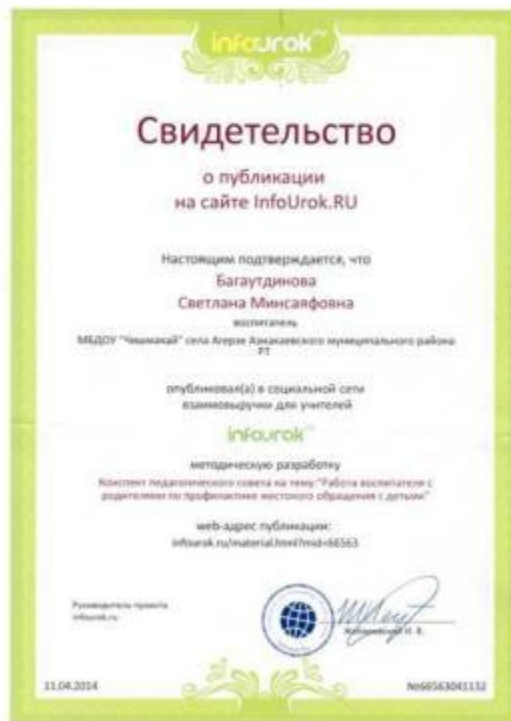 infourok™
Свидетельство
о публикации
на сайте InfoUrok.RU
Настоящим подтверждается, что
Багаутдинова
Светлана Минсаяфовна
воспитатель
МБДОУ "Чишмакай" села Агерзе Азнакаевского муниципального района
РТ
опубликовал(а) в социальной сети
взаимовыручки для учителей
infourok™
методическую разработку
Конспект педагогического совета на тему:"Работа воспитателя с
родителями по профилактике жестокого обращения с детьми"
web-адрес публикации:
infourok.ru/material.html?mid=66563
Руководитель проекта
infourok.ru
И. В.
11.04.2014
№66563041132